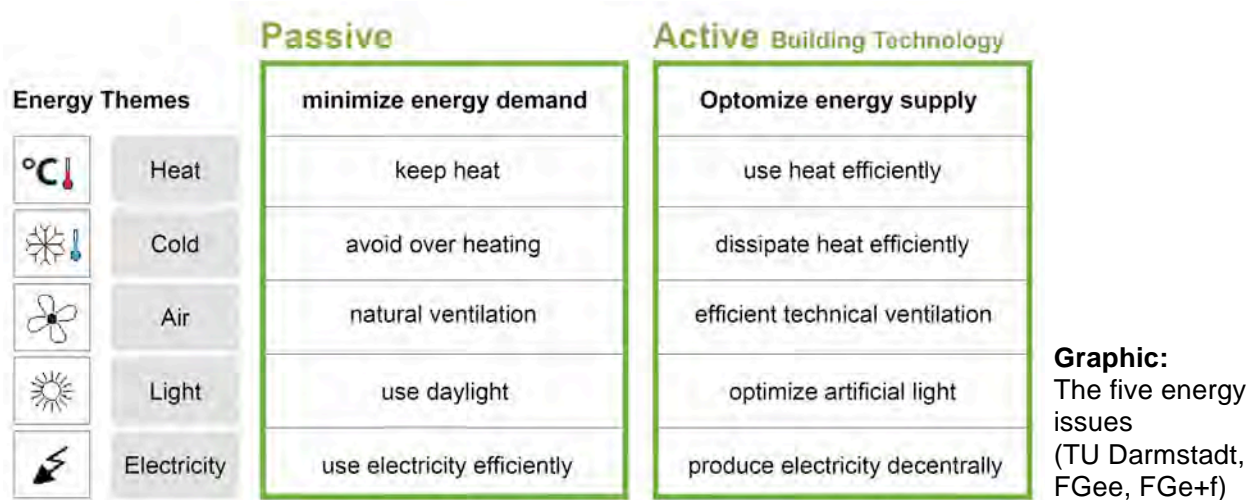 Passive Active Building Technology
Energy Themes minimize energy demand Optomize energy supply
°C Heat keep heat use heat efficiently
Cold avoid over heating dissipate heat efficiently
Air natural ventilation efficient technical ventilation
Light use daylight optimize artificial light
Electricity use electricity efficiently produce electricity decentrally
Graphic:
The five energy
issues
(TU Darmstadt,
FGee, FGe+f)